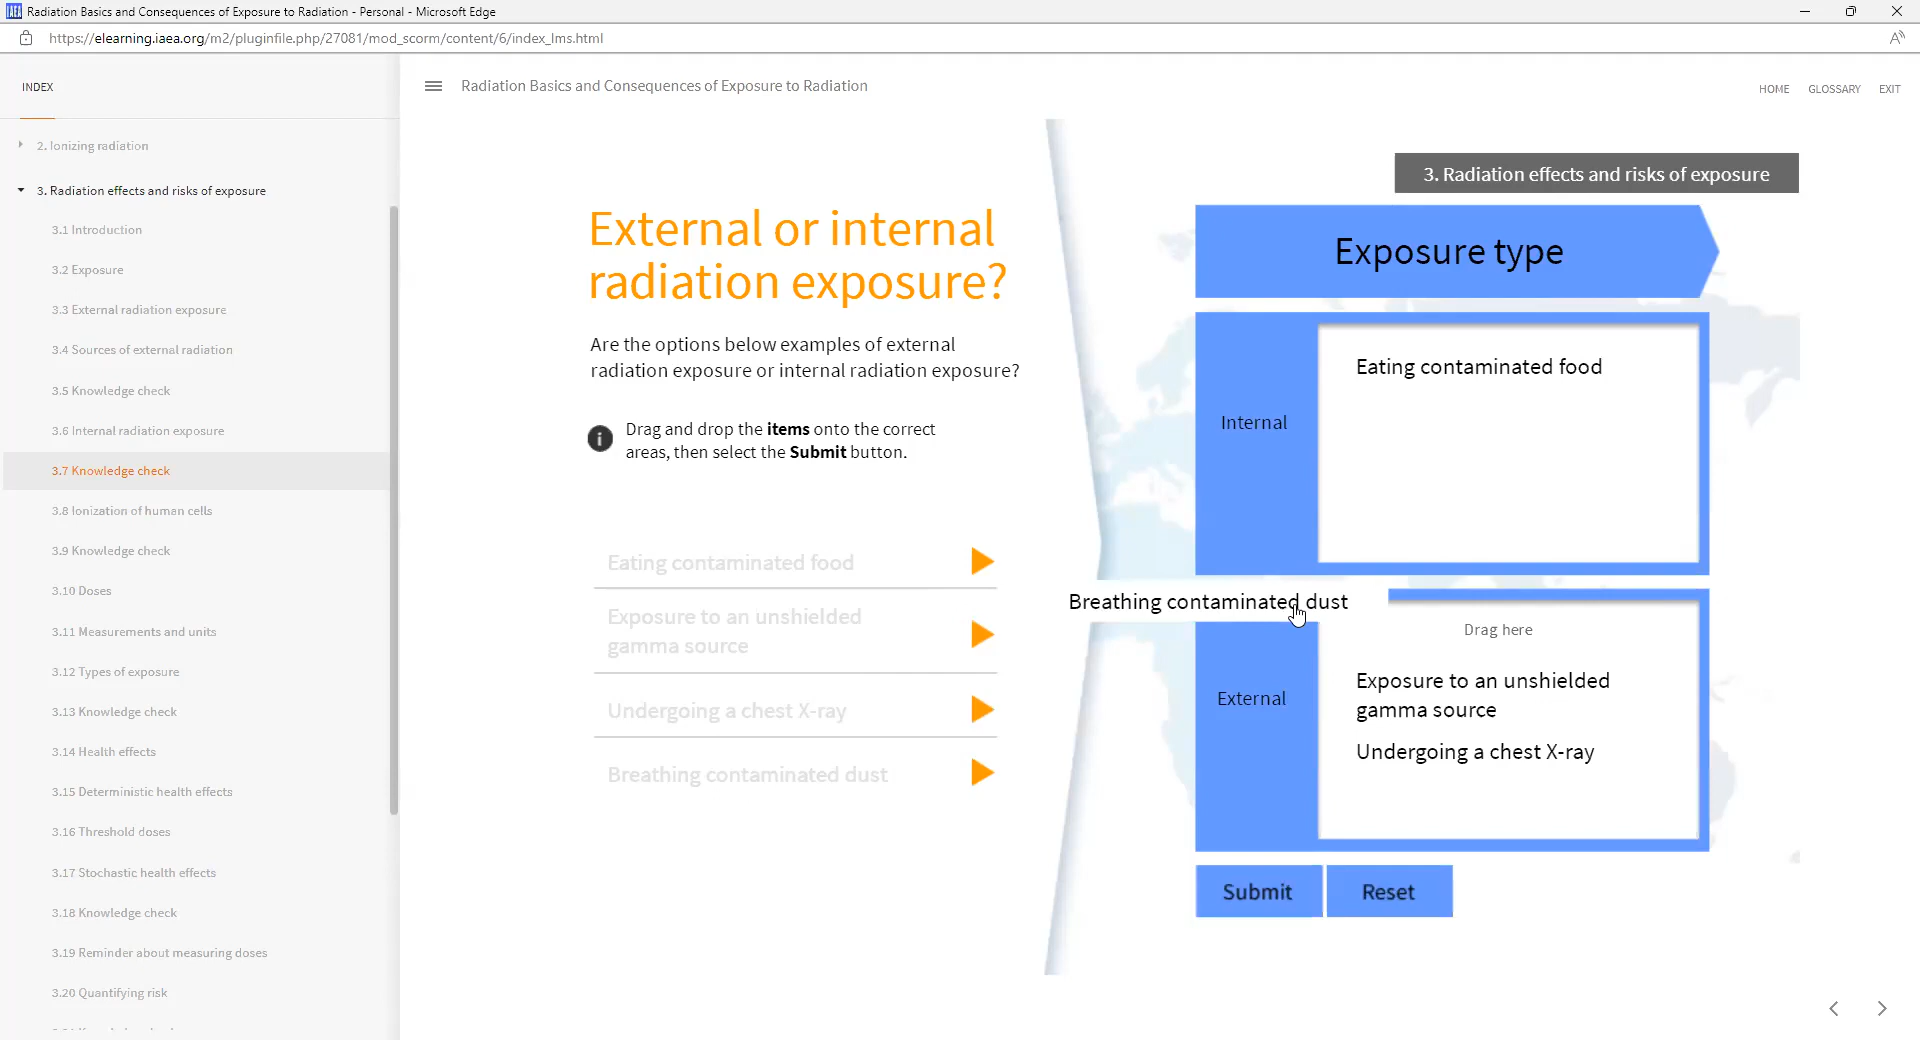 Radiation Basics and Consequences of Exposure to Radiation - Personal - Microsoft Edge
https://elearning.iaea.org/m2/pluginfile.php/27081/mod_scorm/content/6/index_lms.html
INDEX
2. Ionizing radiation
3. Radiation effects and risks of exposure
3.1 Introduction
3.2 Exposure
3.3 External radiation exposure
3.4 Sources of external radiation
3.5 Knowledge check
3.6 Internal radiation exposure
3.7 Knowledge check
3.8 Ionization of human cells
3.9 Knowledge check
3.10 Doses
3.11 Measurements and units
3.12 Types of exposure
3.13 Knowledge check
3.14 Health effects
3.15 Deterministic health effects
3.16 Threshold doses
3.17 Stochastic health effects
3.18 Knowledge check
3.19 Reminder about measuring doses
3.20 Quantifying risk
Radiation Basics and Consequences of Exposure to Radiation
HOME GLOSSARY EXIT
3. Radiation effects and risks of exposure
External or internal
radiation exposure?
Are the options below examples of external
radiation exposure or internal radiation exposure?
Drag and drop the items onto the correct
areas, then select the Submit button.
Eating contaminated food
Exposure to an unshielded
gamma source
Undergoing a chest X-ray
Breathing contaminated dust
Exposure type
Internal
Eating contaminated food
Breathing contaminated dust
Drag here
External
Exposure to an unshielded
gamma source
Undergoing a chest X-ray
Submit
Reset